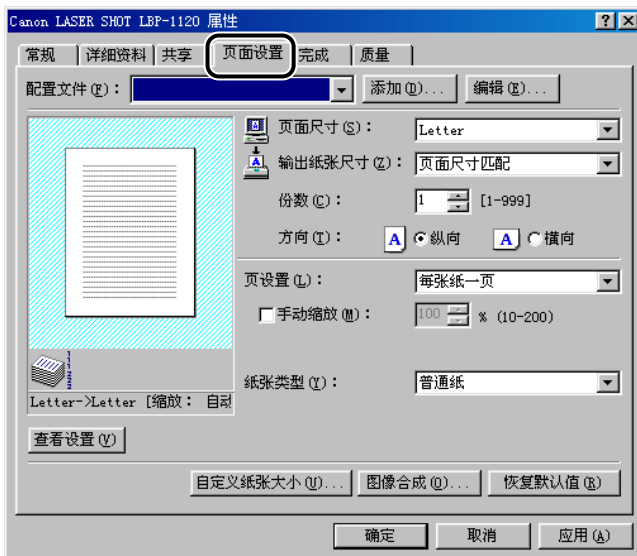 Canon LASER SHOT LBP-1120 属性
常规 详细资料 共享 页面设置 完成 质量
配置文件(F): 添加(D)... 编辑(E)...
页面尺寸(S): Letter
输出纸张尺寸(Z): 页面尺寸匹配
份数(C): 1 [1-999]
方向(T): A 纵向 A 横向
页设置(L): 每张纸一页
手动缩放(M): 100 % (10-200)
纸张类型(Y): 普通纸
Letter->Letter [缩放: 自动
查看设置(V)
自定义纸张大小(U)... 图像合成(O)... 恢复默认值(R)
确定 取消 应用(A)